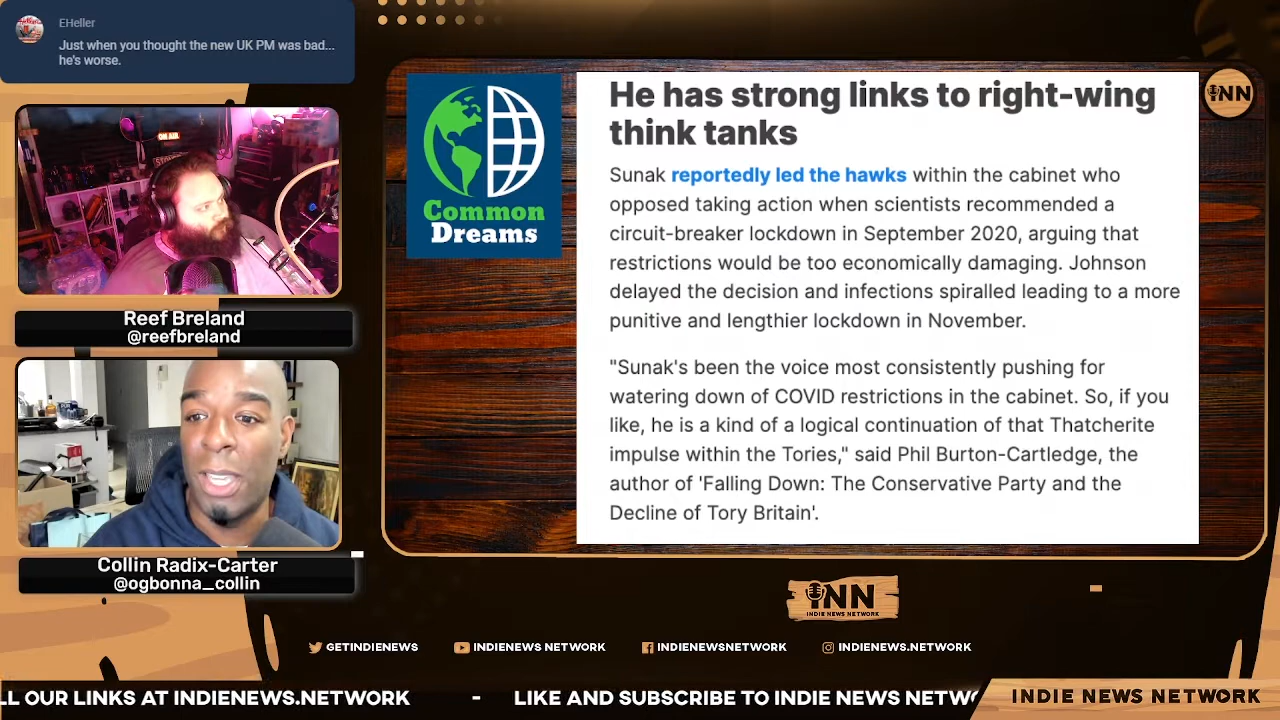 EHeller
Just when you thought the new UK PM was bad...
he's worse.
ON AIR
Reef Breland
@reefbreland
Collin Radix-Carter
@ogbonna_collin
Common
Dreams
He has strong links to right-wing
think tanks
Sunak reportedly led the hawks within the cabinet who
opposed taking action when scientists recommended a
circuit-breaker lockdown in September 2020, arguing that
restrictions would be too economically damaging. Johnson
delayed the decision and infections spiralled leading to a more
punitive and lengthier lockdown in November.
"Sunak's been the voice most consistently pushing for
watering down of COVID restrictions in the cabinet. So, if you
like, he is a kind of a logical continuation of that Thatcherite
impulse within the Tories," said Phil Burton-Cartledge, the
author of 'Falling Down: The Conservative Party and the
Decline of Tory Britain'.
INN
INN
INDIE NEWS NETWORK
GETINDIENEWS
INDIENEWS NETWORK
INDIENEWSNETWORK
INDIENEWS.NETWORK
LL OUR LINKS AT INDIENEWS.NETWORK - LIKE AND SUBSCRIBE TO INDIE NEWS NETW
INDIE NEWS NETWORK